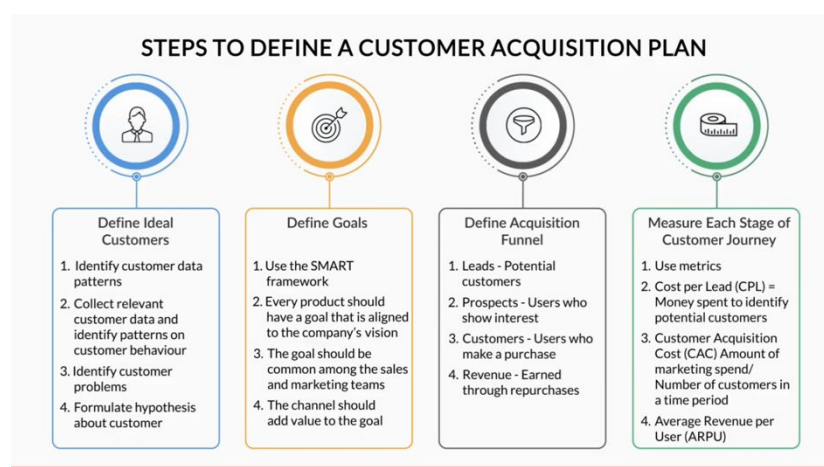 STEPS TO DEFINE A CUSTOMER ACQUISITION PLAN
Define Ideal
Customers
1. Identify customer data
patterns
2. Collect relevant
customer data and
identify patterns on
customer behaviour
3. Identify customer
problems
4. Formulate hypothesis
about customer
Define Goals
1. Use the SMART
framework
2. Every product should
have a goal that is aligned
to the company's vision
3. The goal should be
common among the sales
and marketing teams
4. The channel should
add value to the goal
Define Acquisition
Funnel
1. Leads - Potential
customers
2. Prospects - Users who
show interest
3. Customers - Users who
make a purchase
4. Revenue - Earned
through repurchases
Measure Each Stage of
Customer Journey
1. Use metrics
2. Cost per Lead (CPL) =
Money spent to identify
potential customers
3. Customer Acquisition
Cost (CAC) Amount of
marketing spend/
Number of customers in
a time period
4. Average Revenue per
User (ARPU)